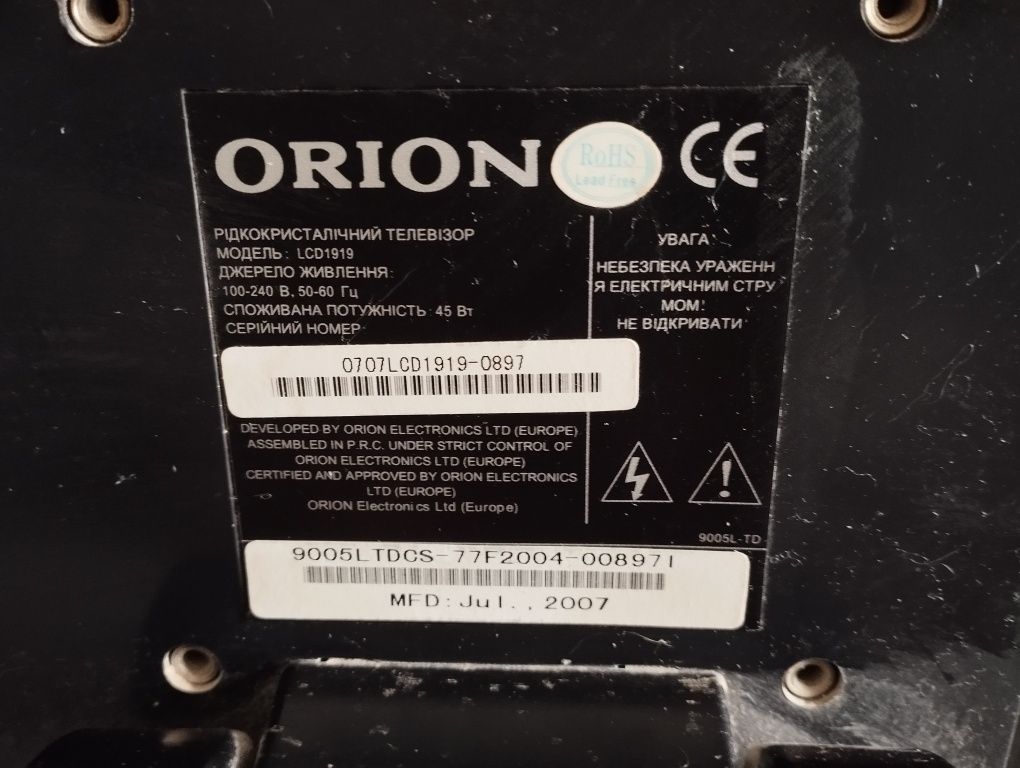 ORION
RoHS
Lead Free
CE
РІДКОКРИСТАЛІЧНИЙ ТЕЛЕВІЗОР
МОДЕЛЬ: LCD1919
ДЖЕРЕЛО ЖИВЛЕННЯ:
100-240 В, 50-60 Гц
СПОЖИВАНА ПОТУЖНІСТЬ: 45 Вт
СЕРІЙНИЙ НОМЕР
0707LCD1919-0897
DEVELOPED BY ORION ELECTRONICS LTD (EUROPE)
ASSEMBLED IN P.R.C. UNDER STRICT CONTROL OF
ORION ELECTRONICS LTD (EUROPE)
CERTIFIED AND APPROVED BY ORION ELECTRONICS
LTD (EUROPE)
ORION Electronics Ltd (Europe)
УВАГА
НЕБЕЗПЕКА УРАЖЕНН
Я ЕЛЕКТРИЧНИМ СТРУ
МОМ!
НЕ ВІДКРИВАТИ
9005L-TD
9005LTDCS-77F2004-008971
MFD:Jul.,2007